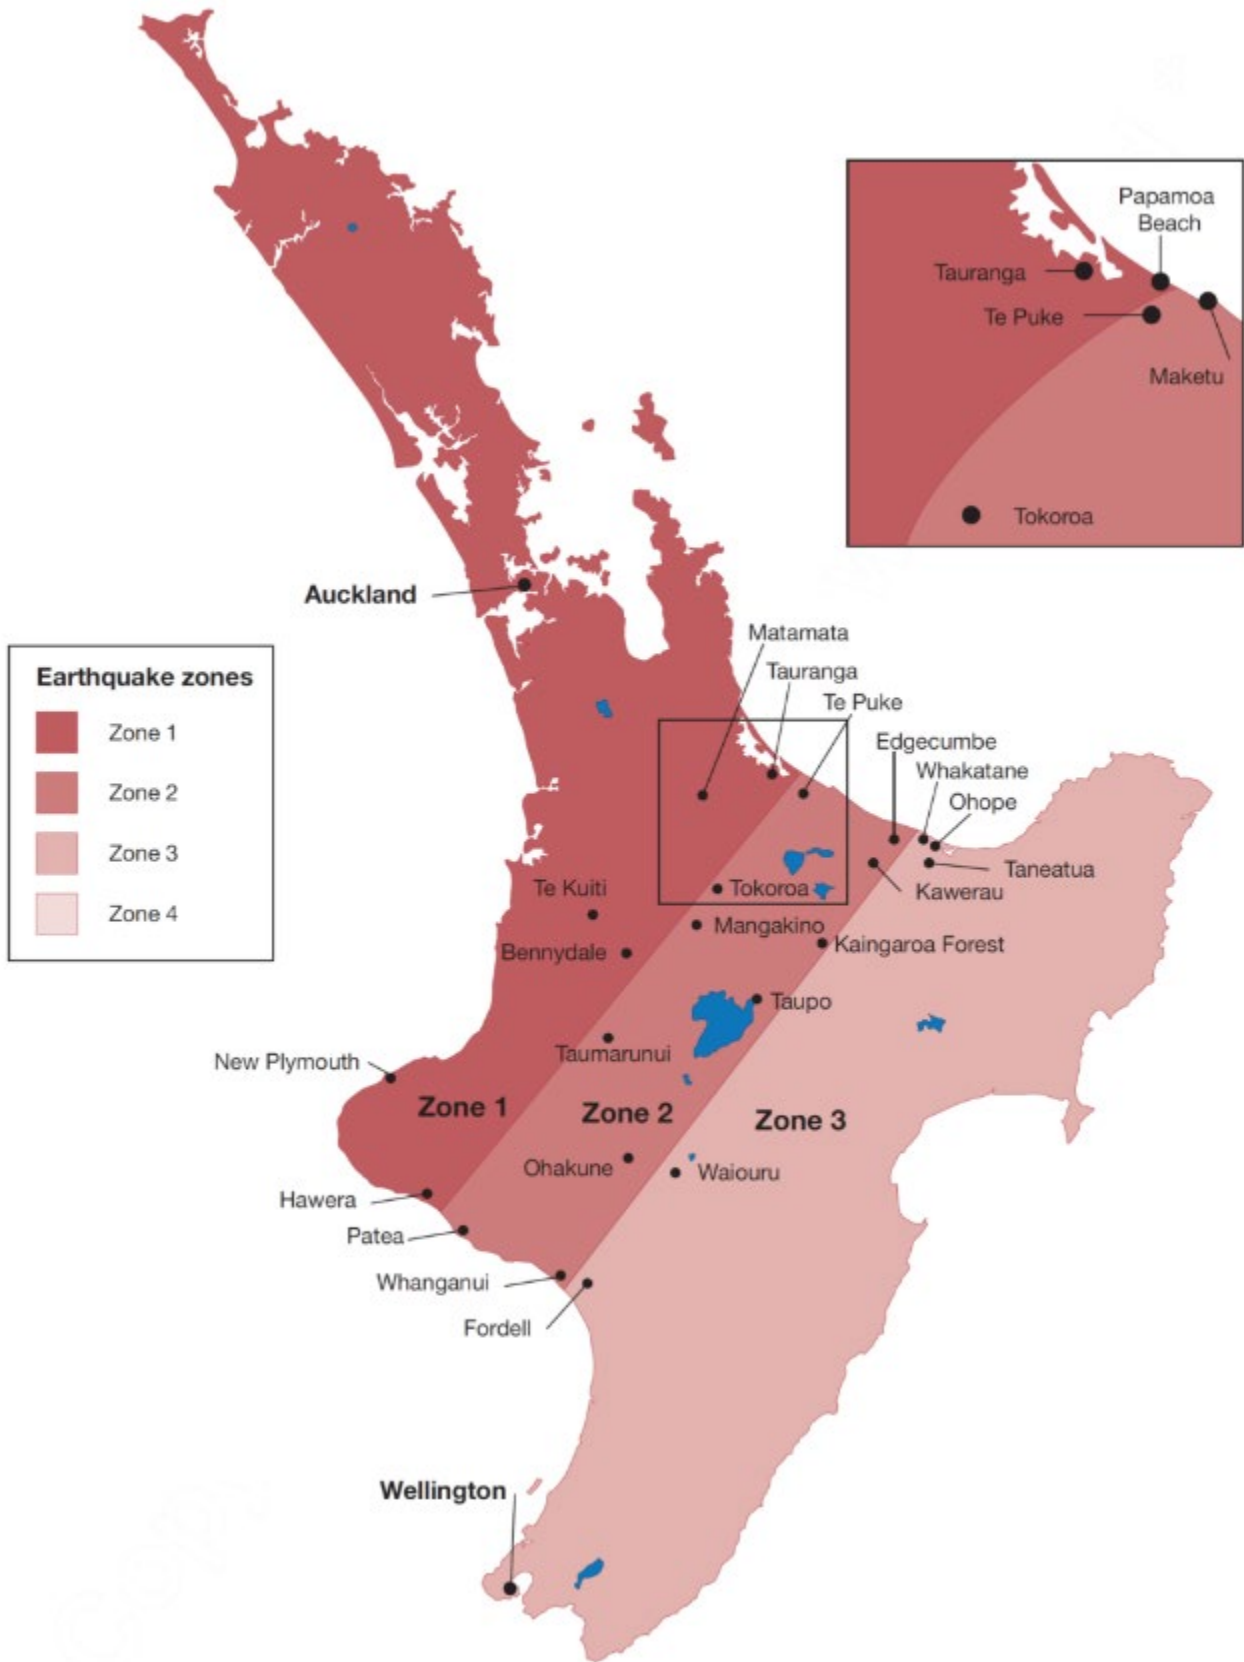 Papamoa
Beach
Tauranga
Te Puke
Maketu
Tokoroa
Auckland
Earthquake zones
Zone 1
Zone 2
Zone 3
Zone 4
Matamata
Tauranga
Te Puke
Edgecumbe
Whakatane
Ohope
Taneatua
Kawerau
Te Kuiti
Tokoroa
Mangakino
Kaingaroa Forest
Bennydale
Taupo
Taumarunui
New Plymouth
Zone 1
Zone 2
Zone 3
Ohakune
Waiouru
Hawera
Patea
Whanganui
Fordell
Wellington